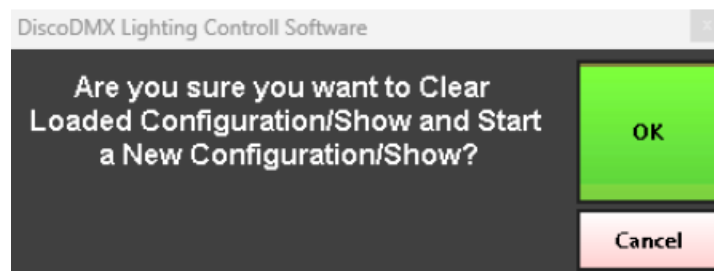 DiscoDMX Lighting Controll Software
x
Are you sure you want to Clear
Loaded Configuration/Show and Start
a New Configuration/Show?
OK
Cancel